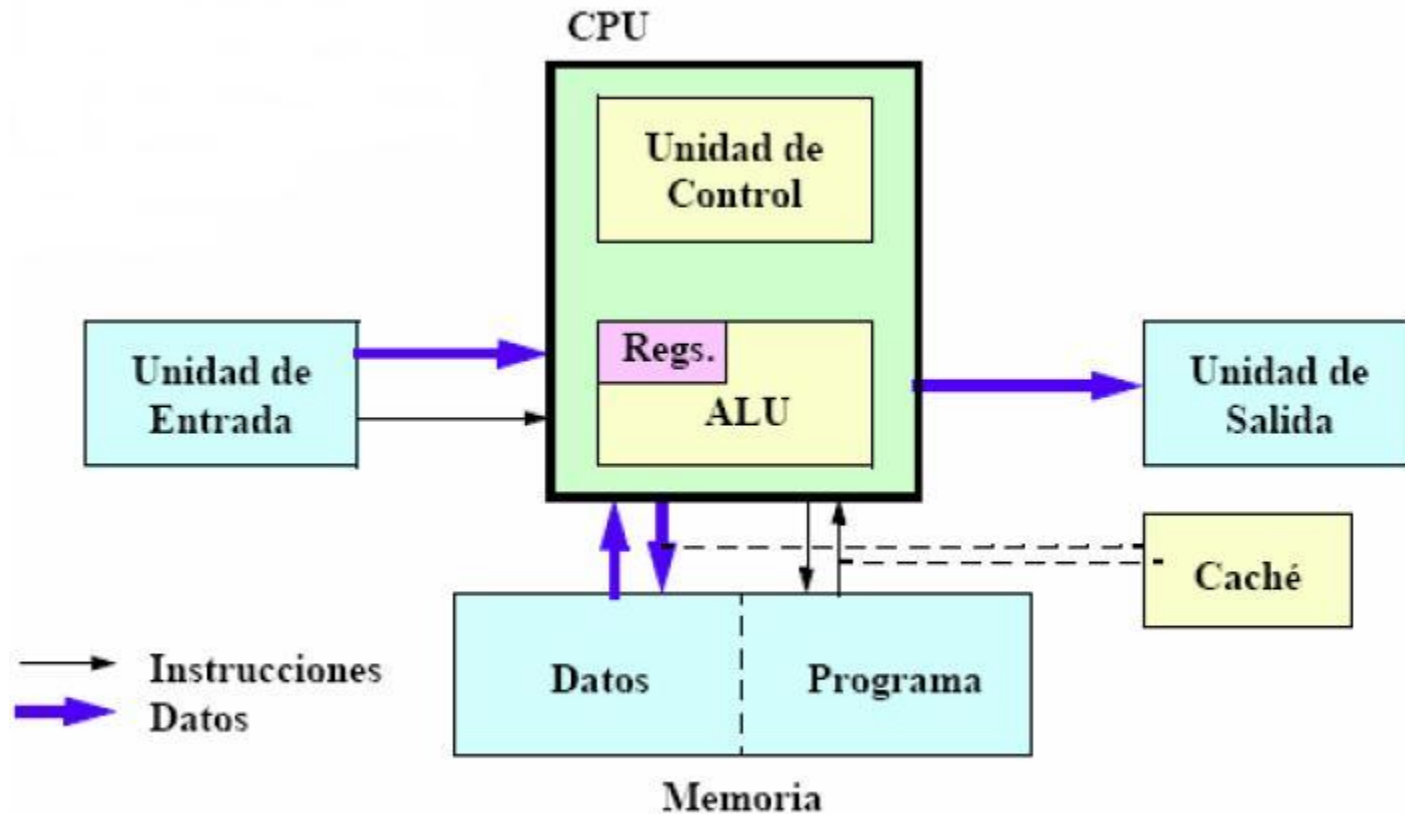 CPU
Unidad de
Control
Regs.
ALU
Unidad de
Entrada
Unidad de
Salida
Caché
Datos
Programa
Memoria
Instrucciones
Datos